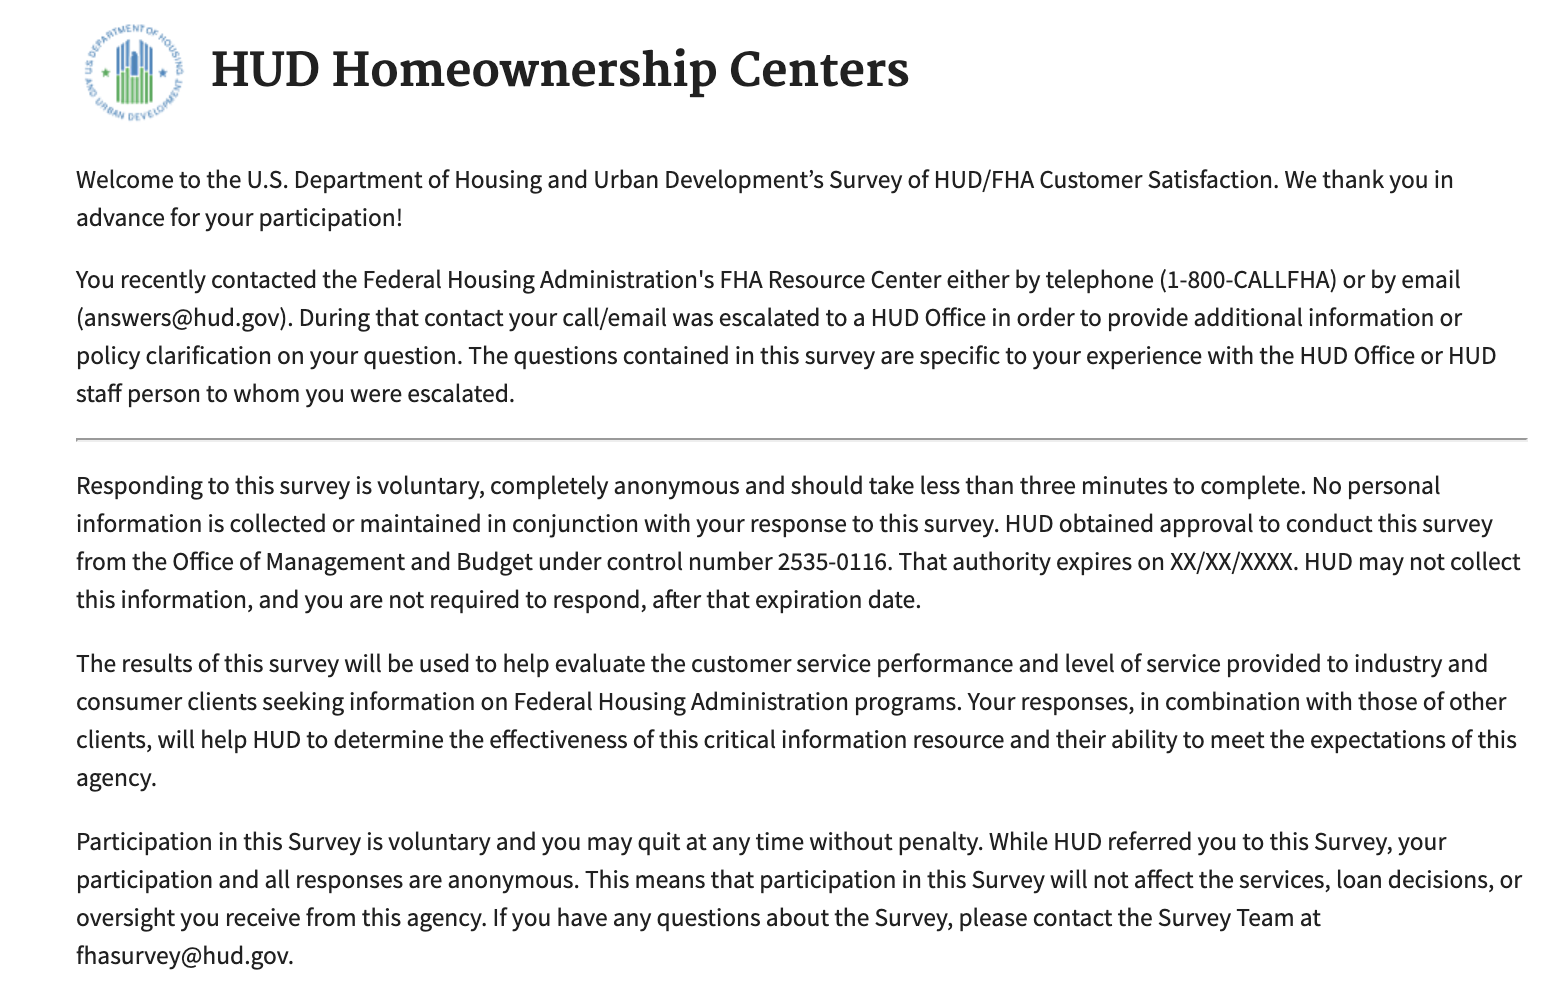 U.S. DEPARTMENT OF HOUSING AND URBAN DEVELOPMENT
HUD Homeownership Centers
Welcome to the U.S. Department of Housing and Urban Development’s Survey of HUD/FHA Customer Satisfaction. We thank you in
advance for your participation!
You recently contacted the Federal Housing Administration's FHA Resource Center either by telephone (1-800-CALLFHA) or by email
(answers@hud.gov). During that contact your call/email was escalated to a HUD Office in order to provide additional information or
policy clarification on your question. The questions contained in this survey are specific to your experience with the HUD Office or HUD
staff person to whom you were escalated.
Responding to this survey is voluntary, completely anonymous and should take less than three minutes to complete. No personal
information is collected or maintained in conjunction with your response to this survey. HUD obtained approval to conduct this survey
from the Office of Management and Budget under control number 2535-0116. That authority expires on XX/XX/XXXX. HUD may not collect
this information, and you are not required to respond, after that expiration date.
The results of this survey will be used to help evaluate the customer service performance and level of service provided to industry and
consumer clients seeking information on Federal Housing Administration programs. Your responses, in combination with those of other
clients, will help HUD to determine the effectiveness of this critical information resource and their ability to meet the expectations of this
agency.
Participation in this Survey is voluntary and you may quit at any time without penalty. While HUD referred you to this Survey, your
participation and all responses are anonymous. This means that participation in this Survey will not affect the services, loan decisions, or
oversight you receive from this agency. If you have any questions about the Survey, please contact the Survey Team at
fhasurvey@hud.gov.